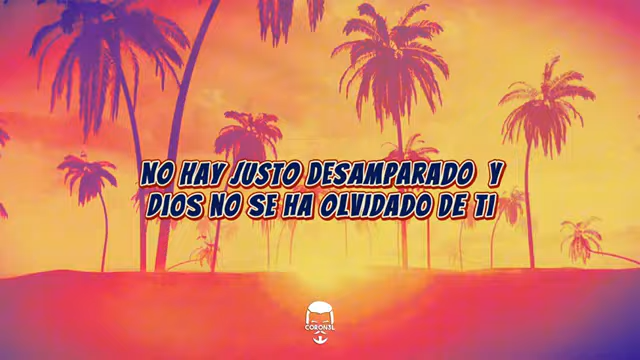 NO HAY JUSTO DESAMPARADO Y
DIOS NO SE HA OLVIDADO DE TI
CORON3L